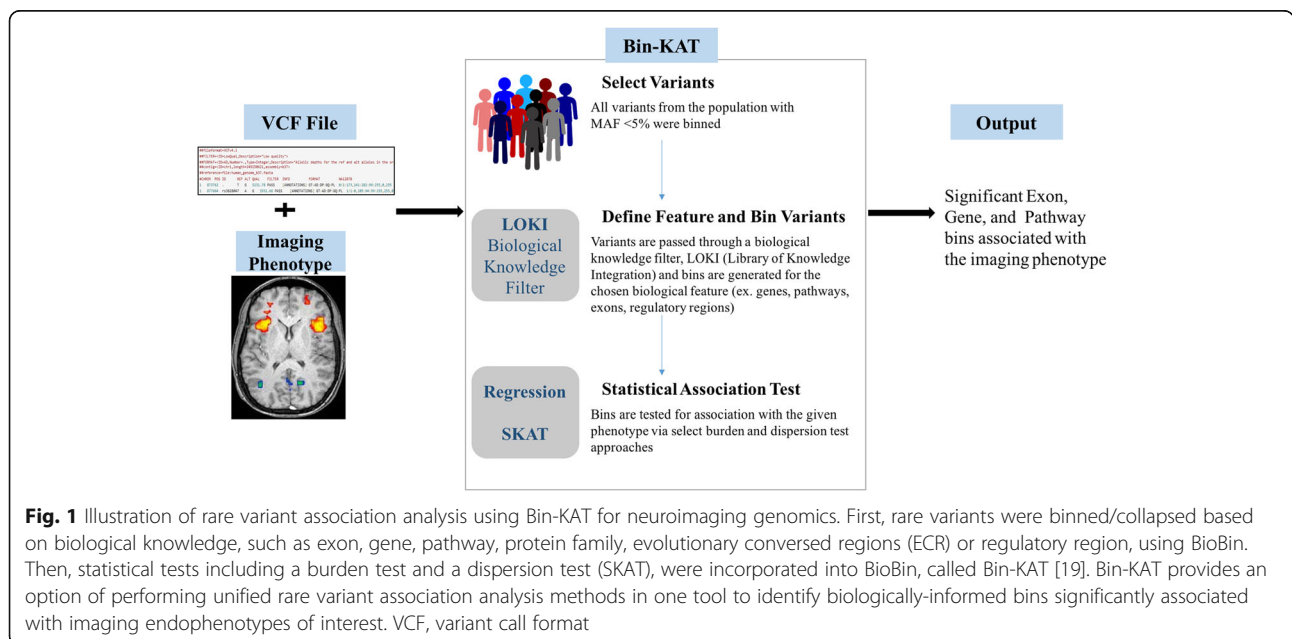 Bin-KAT
VCF File
##fileformat=VCFv4.1
+
Imaging
Phenotype
Select Variants
All variants from the population with
MAF <5% were binned
LOKI
Biological
Knowledge
Filter
Define Feature and Bin Variants
Variants are passed through a biological
knowledge filter, LOKI (Library of Knowledge
Integration) and bins are generated for the
chosen biological feature (ex. genes, pathways,
exons, regulatory regions)
Regression
SKAT
Statistical Association Test
Bins are tested for association with the given
phenotype via select burden and dispersion test
approaches
Output
Significant Exon,
Gene, and Pathway
bins associated with
the imaging phenotype
Fig. 1 Illustration of rare variant association analysis using Bin-KAT for neuroimaging genomics. First, rare variants were binned/collapsed based
on biological knowledge, such as exon, gene, pathway, protein family, evolutionary conversed regions (ECR) or regulatory region, using BioBin.
Then, statistical tests including a burden test and a dispersion test (SKAT), were incorporated into BioBin, called Bin-KAT [19]. Bin-KAT provides an
option of performing unified rare variant association analysis methods in one tool to identify biologically-informed bins significantly associated
with imaging endophenotypes of interest. VCF, variant call format